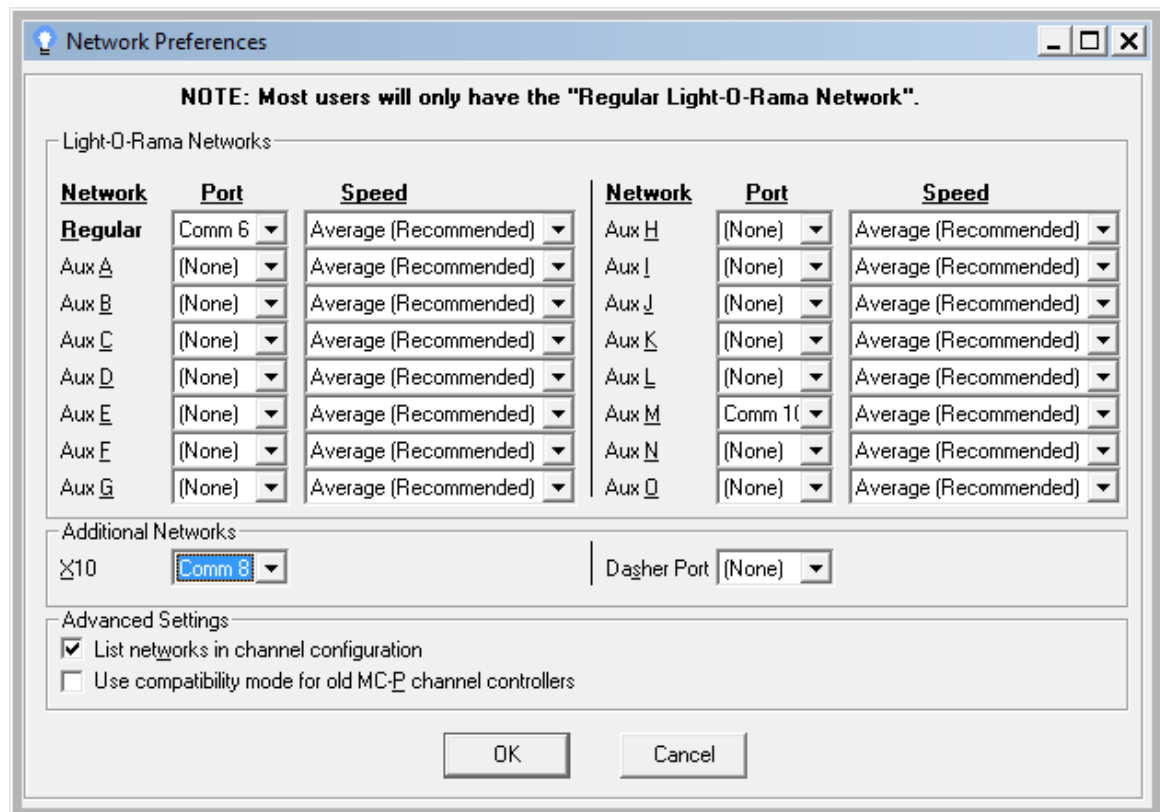 Network Preferences
NOTE: Most users will only have the "Regular Light-O-Rama Network".
Light-O-Rama Networks
Network Port Speed Network Port Speed
Regular Comm 6 Average (Recommended) Aux H (None) Average (Recommended)
Aux A (None) Average (Recommended) Aux I (None) Average (Recommended)
Aux B (None) Average (Recommended) Aux J (None) Average (Recommended)
Aux C (None) Average (Recommended) Aux K (None) Average (Recommended)
Aux D (None) Average (Recommended) Aux L (None) Average (Recommended)
Aux E (None) Average (Recommended) Aux M Comm 10 Average (Recommended)
Aux F (None) Average (Recommended) Aux N (None) Average (Recommended)
Aux G (None) Average (Recommended) Aux O (None) Average (Recommended)
Additional Networks
X10 Comm 8 Dasher Port (None)
Advanced Settings
List networks in channel configuration
Use compatibility mode for old MC-P channel controllers
OK Cancel